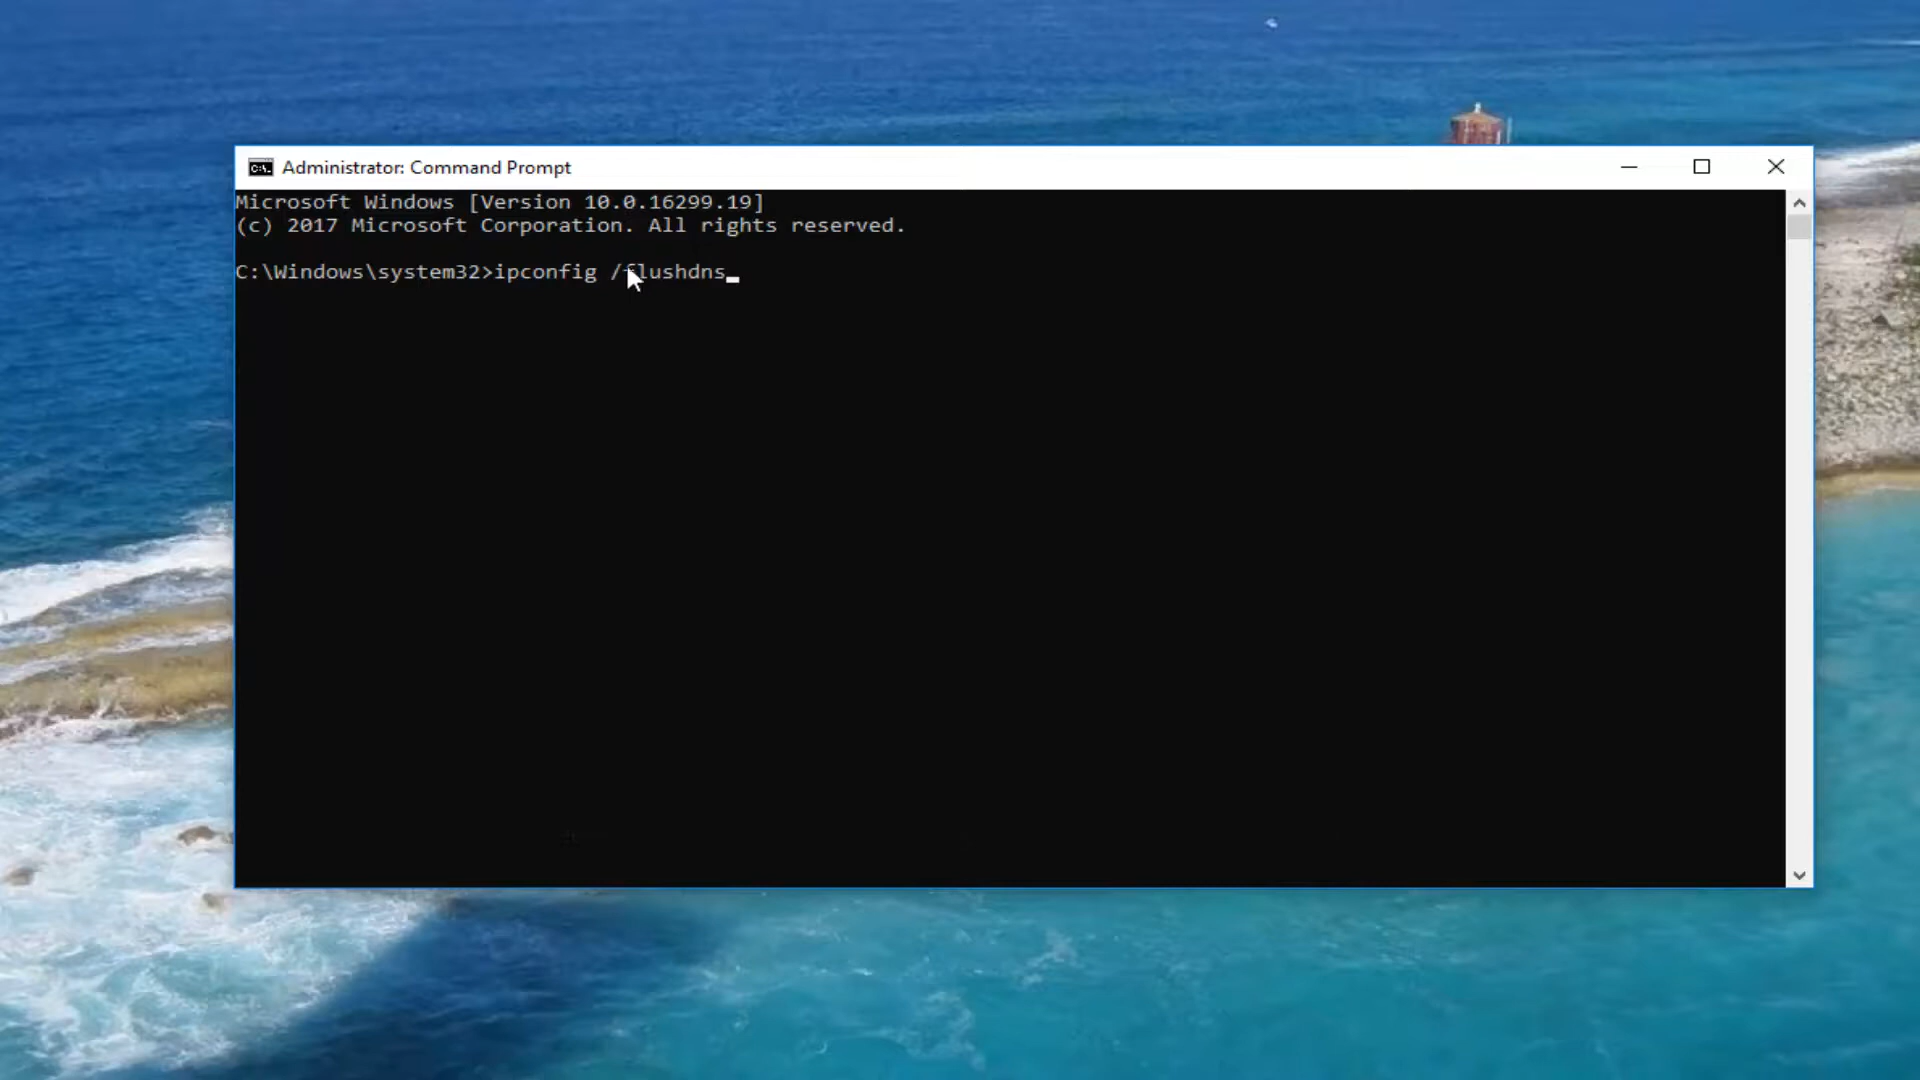 Administrator: Command Prompt
Microsoft Windows [Version 10.0.16299.19]
(c) 2017 Microsoft Corporation. All rights reserved.
C:\Windows\system32>ipconfig /flushdns